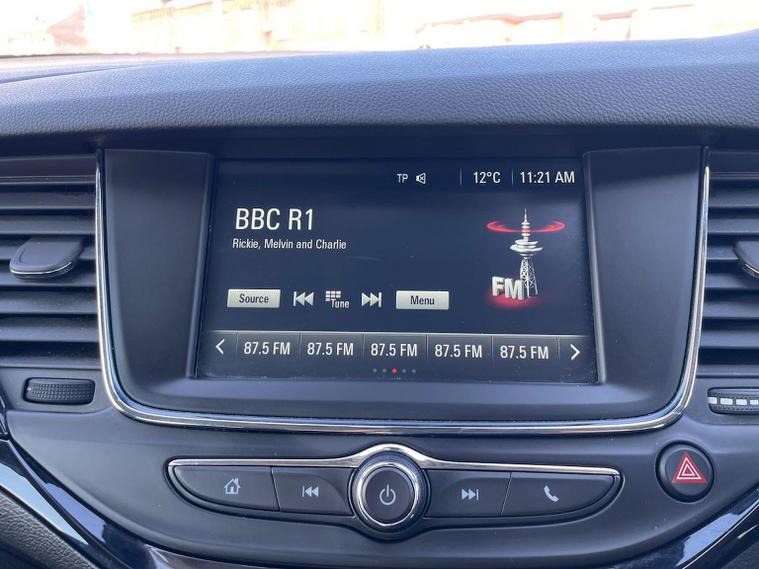 TP 12°C 11:21 AM
BBC R1
Rickie, Melvin and Charlie
FM
Source Tune Menu
87.5 FM 87.5 FM 87.5 FM 87.5 FM 87.5 FM